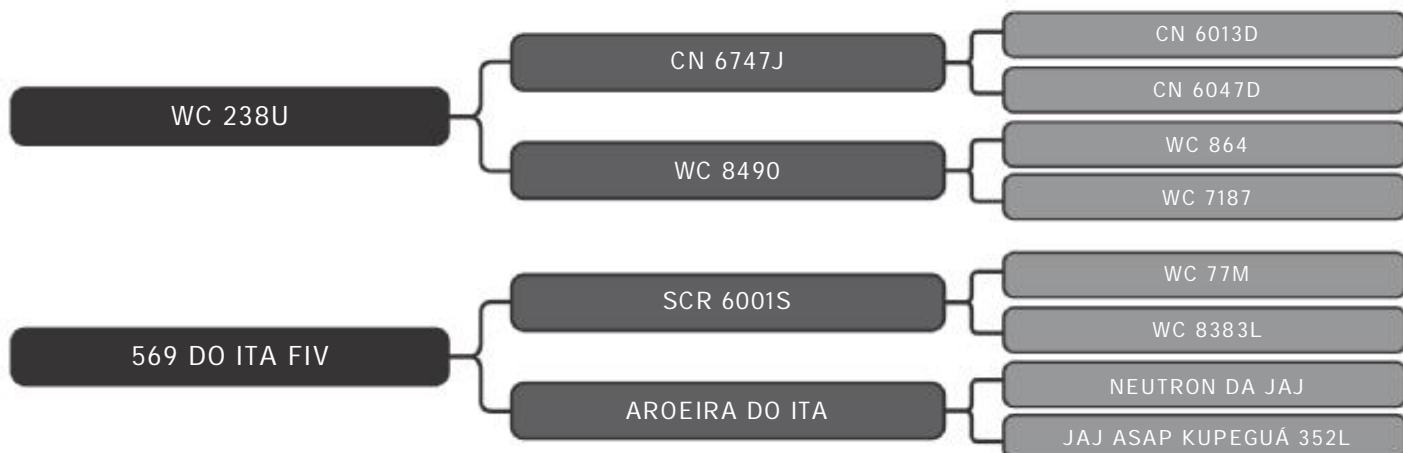 WC 238U
CN 6747J
CN 6013D
CN 6047D
WC 8490
WC 864
WC 7187
569 DO ITA FIV
SCR 6001S
WC 77M
WC 8383L
AROEIRA DO ITA
NEUTRON DA JAJ
JAJ ASAP KUPEGUÁ 352L